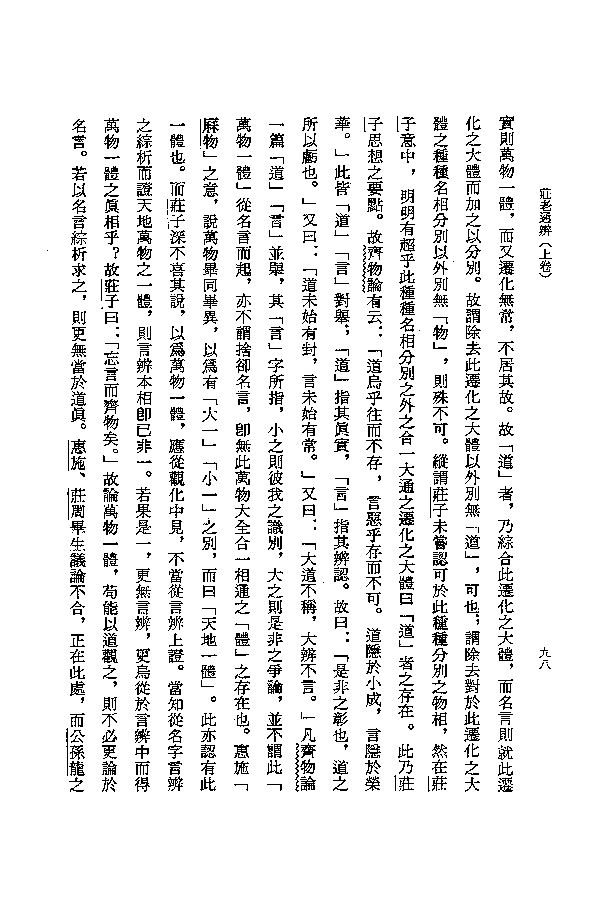 莊老通辨（上卷）
九八
實則萬物一體，而又遷化無常，不居其故。故「道」者，乃綜合此遷化之大體，而名言則就此遷
化之大體而加之以分別。故謂除去此遷化之大體以外別無「道」，可也；謂除去對於此遷化之大
體之種種名相分別以外別無「物」，則殊不可。縱謂莊子未嘗認可於此種種分別之物相，然在莊
子意中，明明有超乎此種種名相分別之外之合一大通之遷化之大體曰「道」者之存在。此乃莊
子思想之要點。故齊物論有云：「道烏乎往而不存，言惡乎存而不可。道隱於小成，言隱於榮
華。」此皆「道」「言」對舉，「道」指其眞實，「言」指其辨認。故曰：「是非之彰也，道之
所以虧也。」又曰：「道未始有封，言未始有常。」又曰：「大道不稱，大辨不言。」凡齊物論
一篇「道」「言」並舉，其「言」字所指，小之則彼我之識別，大之則是非之爭論，並不謂此「
萬物一體」從名言而起，亦不謂捨卻名言，卽無此萬物大全合一相通之「體」之存在也。惠施「
麻物」之意，說萬物畢同畢異，以爲有「大一」「小一」之別，而曰「天地一體」。此亦認有此
一體也。而莊子深不喜其說，以爲萬物一體，應從觀化中見，不當從言辨上證。當知從名字言辨
之綜析而證天地萬物之一體，則言辨本相卽已非一。若果是一，更無言辨，更烏從於言辨中而得
萬物一體之眞相乎？故莊子曰：「忘言而齊物矣。」故論萬物一體，苟能以道觀之，則不必更論於
名言。若以名言綜析求之，則更無當於道眞。惠施、莊周畢生議論不合，正在此處，而公孫龍之